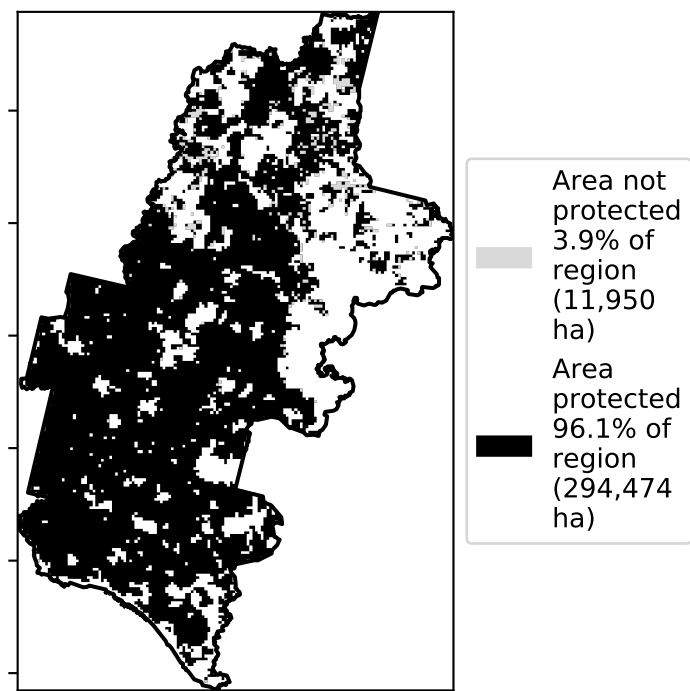 Area not
protected
3.9% of
region
(11,950
ha)
Area
protected
96.1% of
region
(294,474
ha)